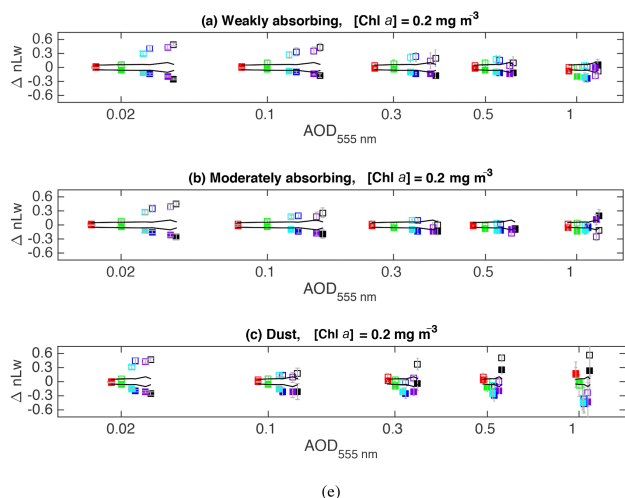 (a) Weakly absorbing, [Chl a] = 0.2 mg m⁻³
Δ nLw
0.6
0.3
0
-0.3
-0.6
0.02 0.1 0.3 0.5 1
AOD₅₅₅ ₙₘ
(b) Moderately absorbing, [Chl a] = 0.2 mg m⁻³
Δ nLw
0.6
0.3
0
-0.3
-0.6
0.02 0.1 0.3 0.5 1
(c) Dust, [Chl a] = 0.2 mg m⁻³
Δ nLw
0.6
0.3
0
-0.3
-0.6
0.02 0.1 0.3 0.5 1
AOD₅₅₅ ₙₘ
(e)